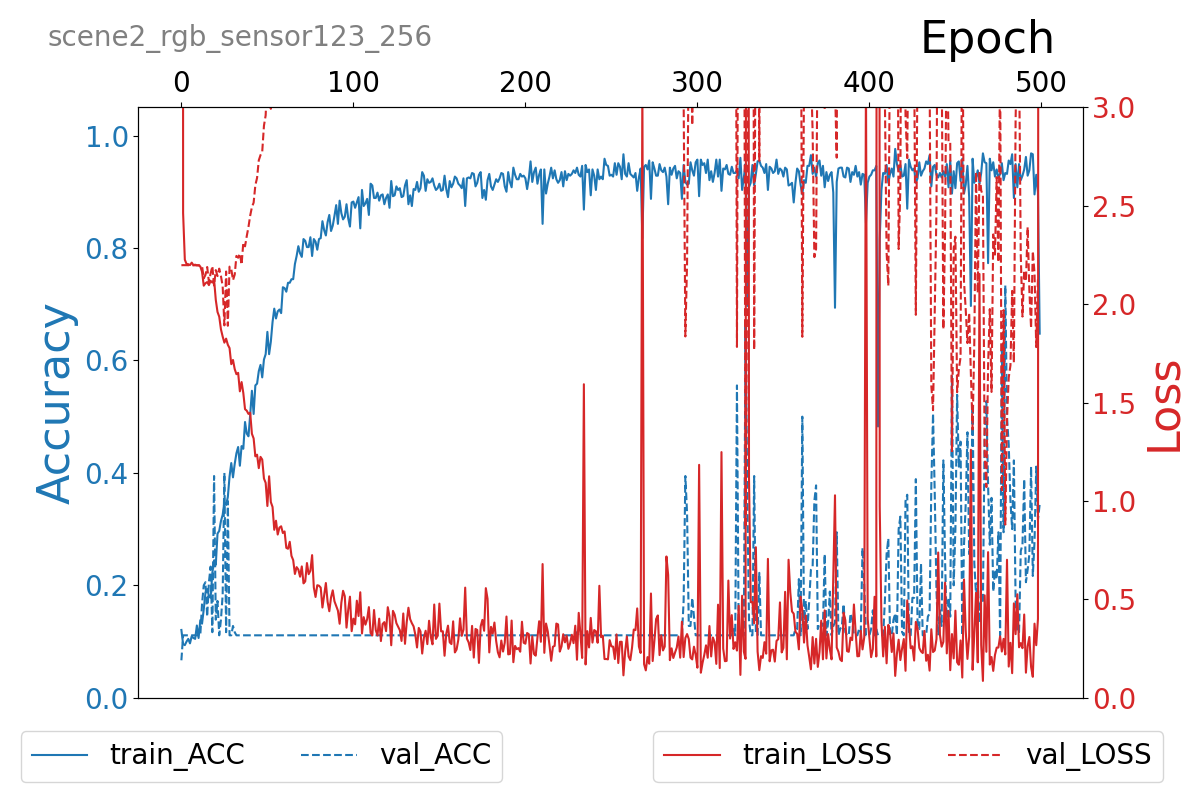 scene2_rgb_sensor123_256
Epoch
0 100 200 300 400 500
1.0
0.8
0.6
0.4
0.2
0.0
Accuracy
3.0
2.5
2.0
1.5
1.0
0.5
0.0
Loss
train_ACC val_ACC
train_LOSS val_LOSS